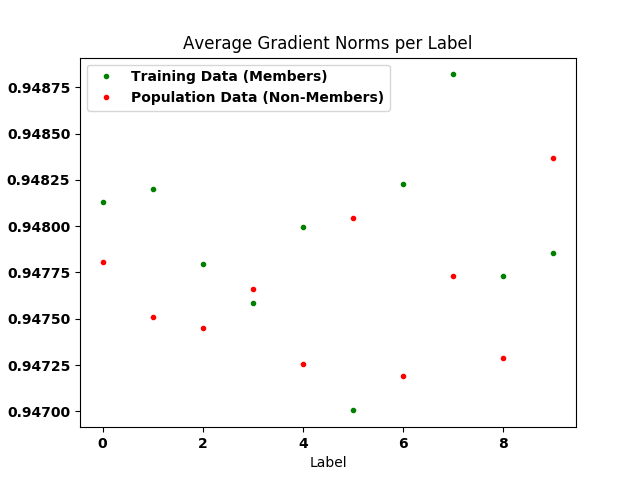 Average Gradient Norms per Label
Training Data (Members)
Population Data (Non-Members)
0.94875
0.94850
0.94825
0.94800
0.94775
0.94750
0.94725
0.94700
0 2 4 6 8
Label